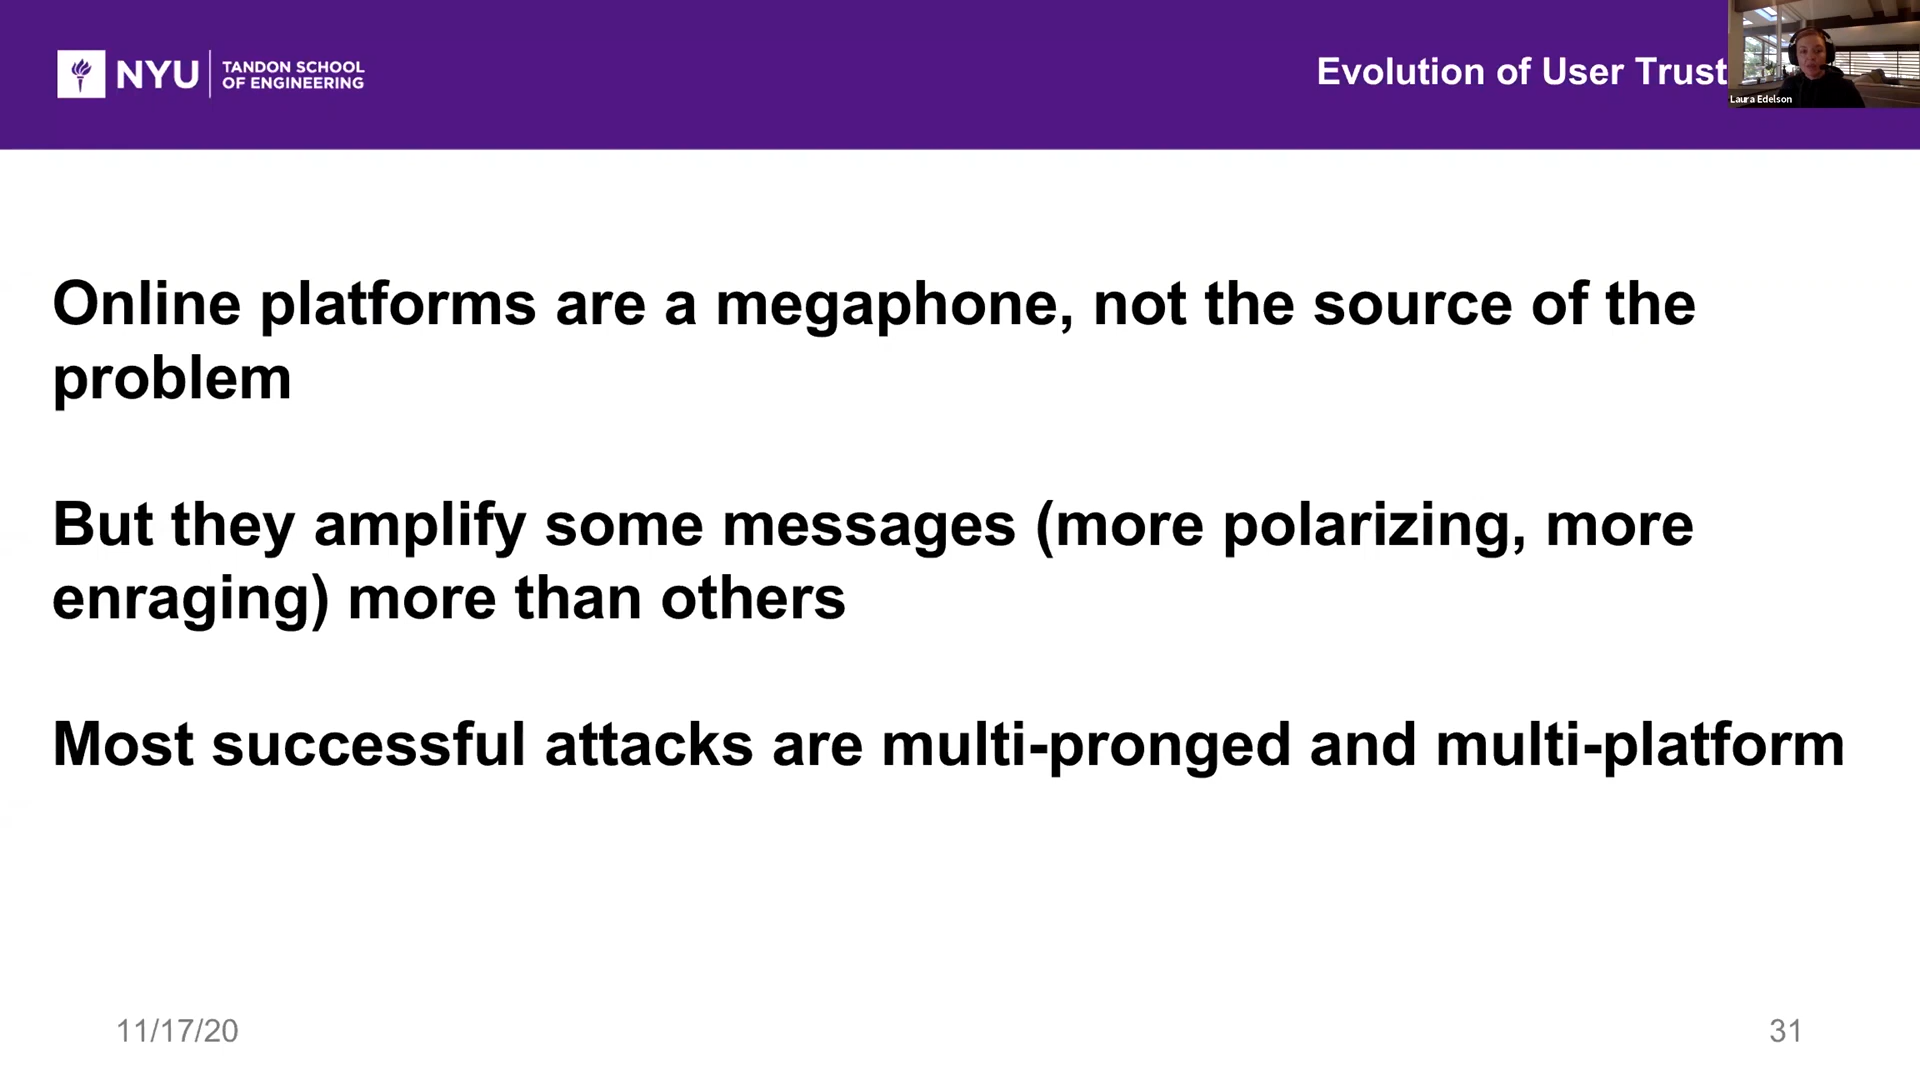 NYU
TANDON SCHOOL
OF ENGINEERING
Evolution of User Trust
Laura Edelson
Online platforms are a megaphone, not the source of the
problem
But they amplify some messages (more polarizing, more
enraging) more than others
Most successful attacks are multi-pronged and multi-platform
11/17/20
31